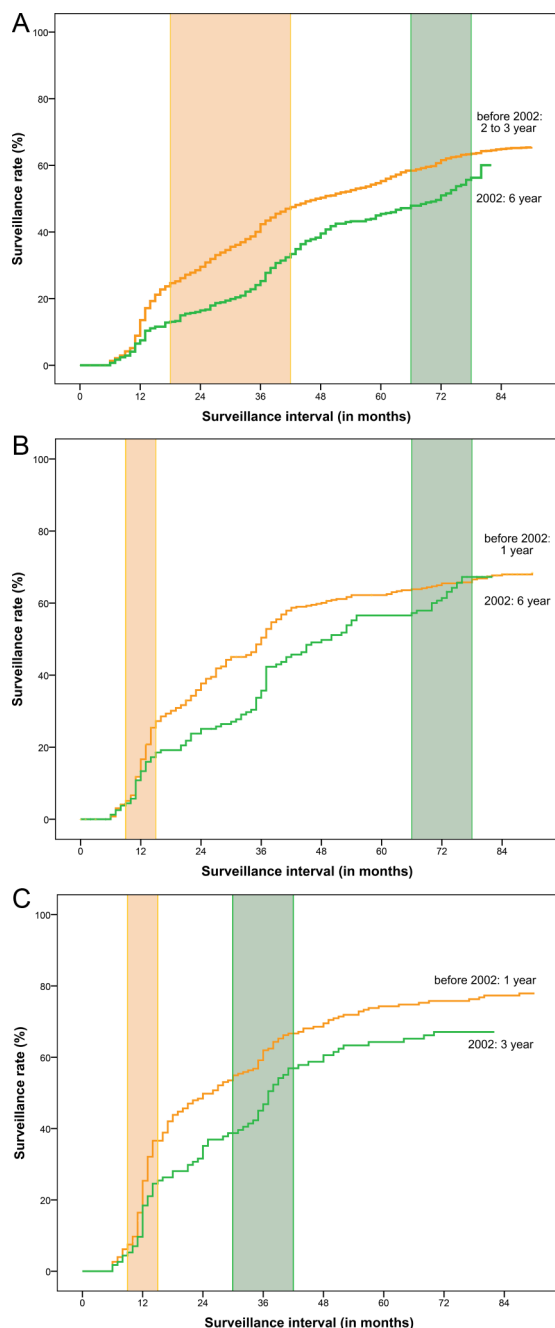 A
100
80
60
40
20
0
Surveillance rate (%)
before 2002:
2 to 3 year
2002: 6 year
0 12 24 36 48 60 72 84
Surveillance interval (in months)
B
100
80
60
40
20
0
Surveillance rate (%)
before 2002:
1 year
2002: 6 year
0 12 24 36 48 60 72 84
Surveillance interval (in months)
C
100
80
60
40
20
0
Surveillance rate (%)
before 2002: 1 year
2002: 3 year
0 12 24 36 48 60 72 84
Surveillance interval (in months)